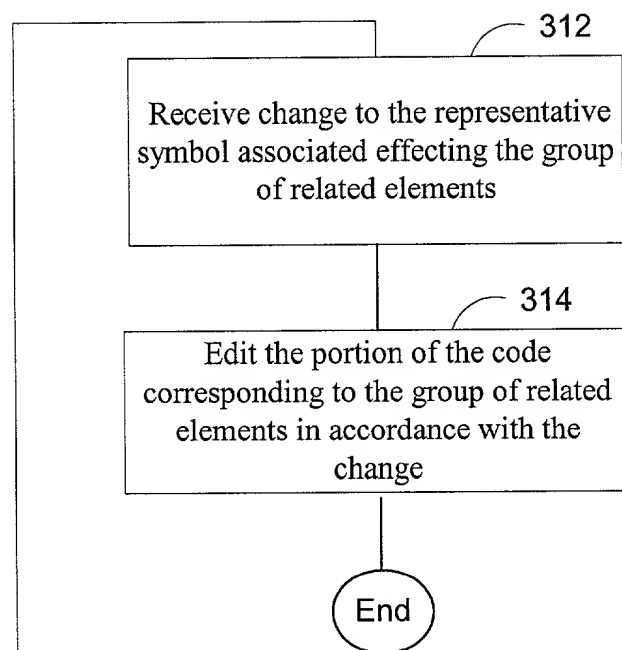 312
Receive change to the representative
symbol associated effecting the group
of related elements
314
Edit the portion of the code
corresponding to the group of related
elements in accordance with the
change
End